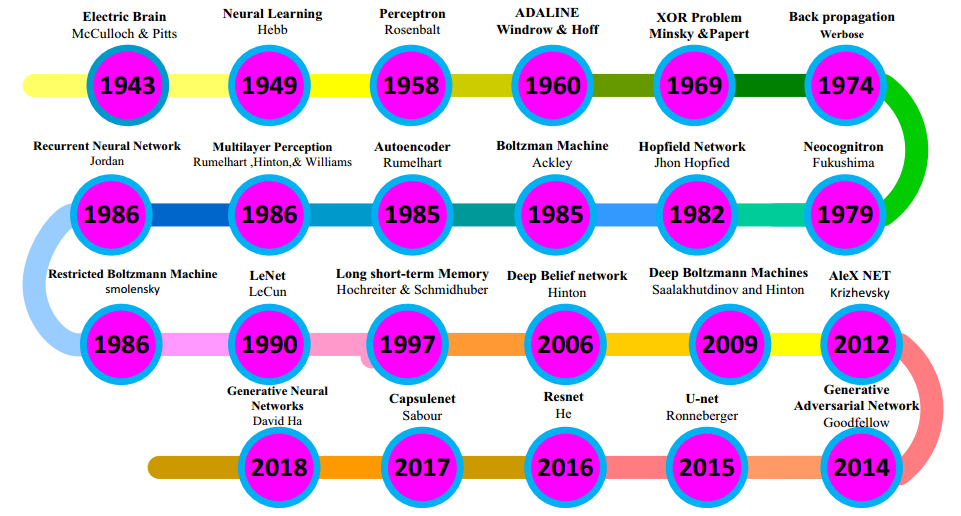 Electric Brain
McCulloch & Pitts
1943
Neural Learning
Hebb
1949
Perceptron
Rosenbalt
1958
ADALINE
Windrow & Hoff
1960
XOR Problem
Minsky &Papert
1969
Back propagation
Werbose
1974
Recurrent Neural Network
Jordan
1986
Multilayer Perception
Rumelhart ,Hinton,& Williams
1986
Autoencoder
Rumelhart
1985
Boltzman Machine
Ackley
1985
Hopfield Network
Jhon Hopfied
1982
Neocognitron
Fukushima
1979
Restricted Boltzmann Machine
smolensky
1986
LeNet
LeCun
1990
Long short-term Memory
Hochreiter & Schmidhuber
1997
Deep Belief network
Hinton
2006
Deep Boltzmann Machines
Saalakhutdinov and Hinton
2009
AleX NET
Krizhevsky
2012
Generative Neural
Networks
David Ha
2018
Capsulenet
Sabour
2017
Resnet
He
2016
U-net
Ronneberger
2015
Generative
Adversarial Network
Goodfellow
2014